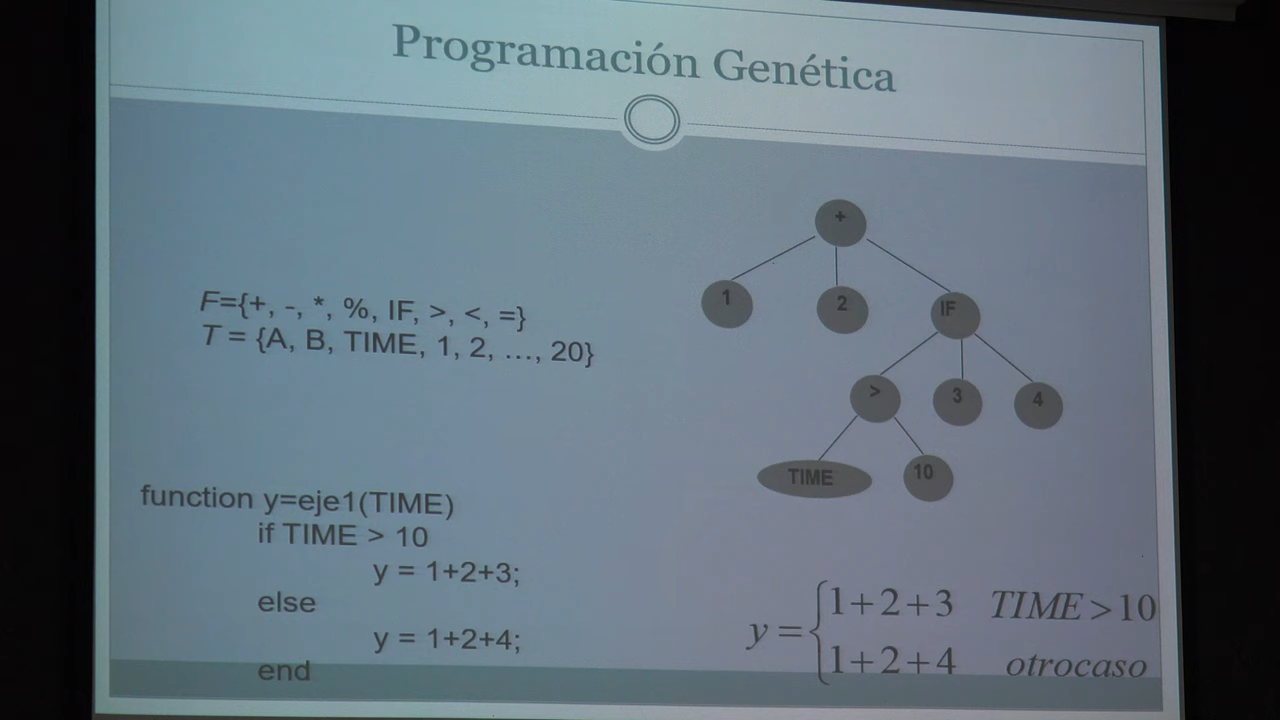 Programación Genética
F={+, -, *, %, IF, >, <, =}
T = {A, B, TIME, 1, 2, ..., 20}
+
1
2
IF
>
3
4
TIME
10
function y=eje1(TIME)
if TIME > 10
y = 1+2+3;
else
y = 1+2+4;
end
y = { 1+2+3 TIME > 10
1+2+4 otrocaso